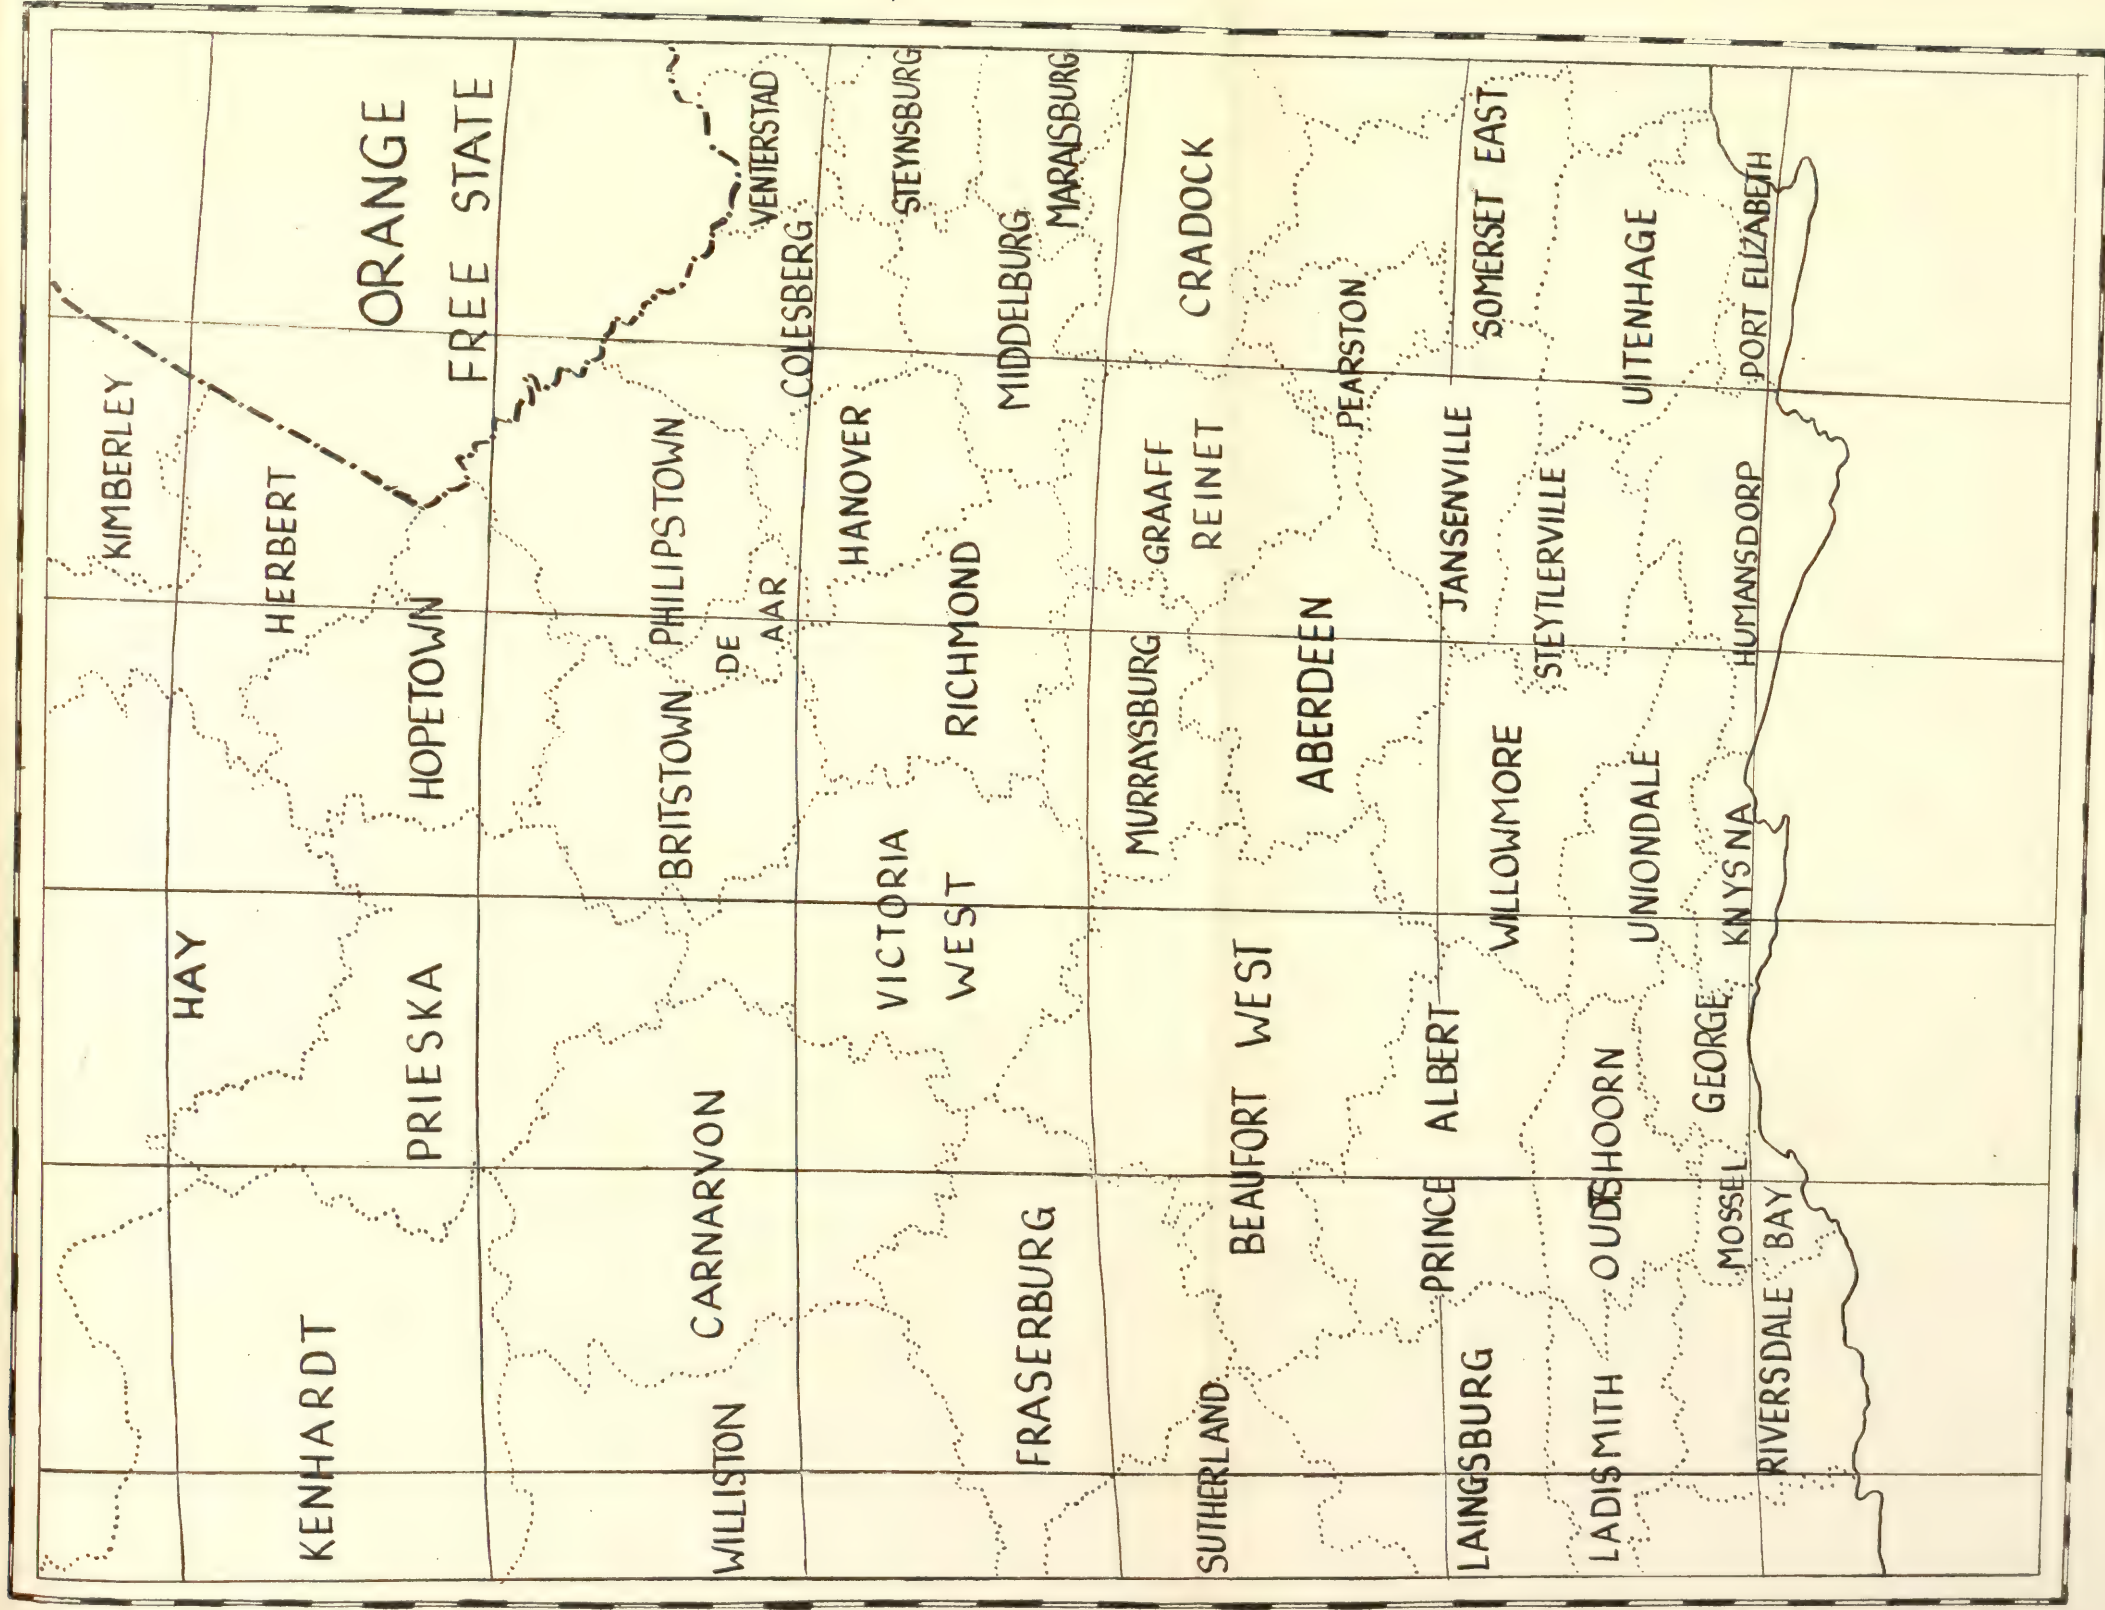 KIMBERLEY
HERBERT
ORANGE
FREE STATE
HAY
HOPETOWN
PRIESKA
KENHARDT
PHILIPSTOWN
DE
AAR
BRITSTOWN
VENTERSTAD
COLESBERG
HANOVER
STEYNSBURG
MIDDELBURG
MARAISBURG
RICHMOND
VICTORIA
WEST
CARNARVON
WILLISTON
FRASERBURG
CRADOCK
GRAAFF
REINET
MURRAYSBURG
ABERDEEN
PEARSTON
BEAUFORT WEST
SUTHERLAND
SOMERSET EAST
JANSENVILLE
STEYTLERVILLE
WILLOWMORE
PRINCE ALBERT
LAINGSBURG
UITENHAGE
PORT ELIZABETH
HUMANSDORP
UNIONDALE
KNYSNA
GEORGE
OUDTSHOORN
MOSSEL
BAY
LADISMITH
RIVERSDALE